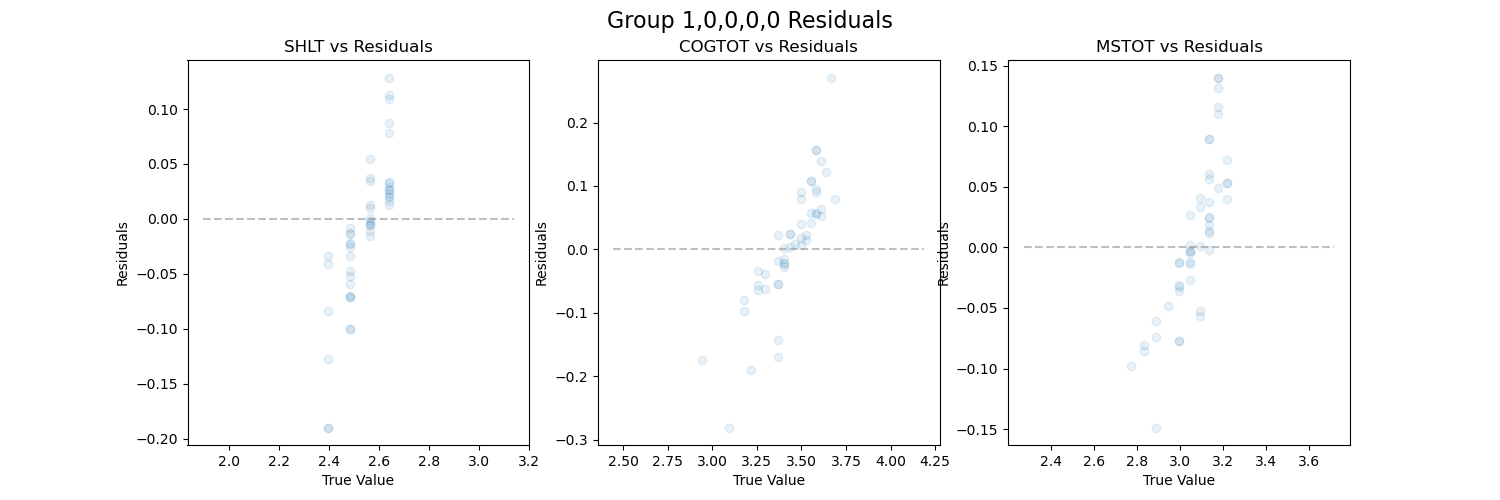 Group 1,0,0,0,0 Residuals
SHLT vs Residuals
COGTOT vs Residuals
MSTOT vs Residuals
Residuals
0.10
0.05
0.00
−0.05
−0.10
−0.15
−0.20
2.0 2.2 2.4 2.6 2.8 3.0 3.2
True Value
Residuals
0.2
0.1
0.0
−0.1
−0.2
−0.3
2.50 2.75 3.00 3.25 3.50 3.75 4.00 4.25
True Value
Residuals
0.15
0.10
0.05
0.00
−0.05
−0.10
−0.15
2.4 2.6 2.8 3.0 3.2 3.4 3.6
True Value